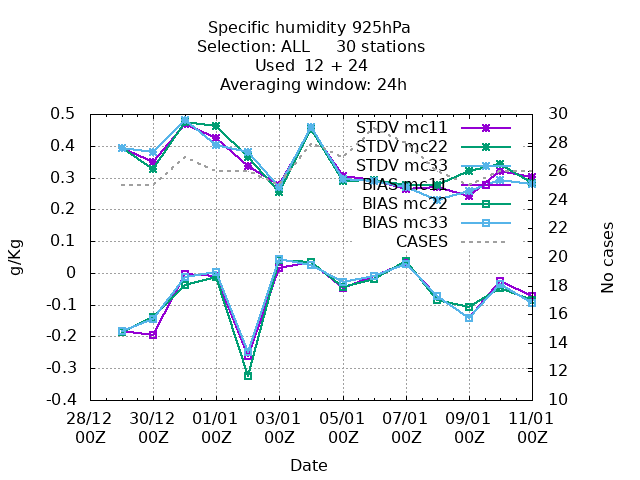 Specific humidity 925hPa
Selection: ALL 30 stations
Used 12 + 24
Averaging window: 24h
0.5
0.4
0.3
0.2
0.1
0
-0.1
-0.2
-0.3
-0.4
g/Kg
STDV mc11
STDV mc22
STDV mc33
BIAS mc11
BIAS mc22
BIAS mc33
CASES
30
28
26
24
22
20
18
16
14
12
10
No cases
28/12 30/12 01/01 03/01 05/01 07/01 09/01 11/01
00Z 00Z 00Z 00Z 00Z 00Z 00Z 00Z
Date